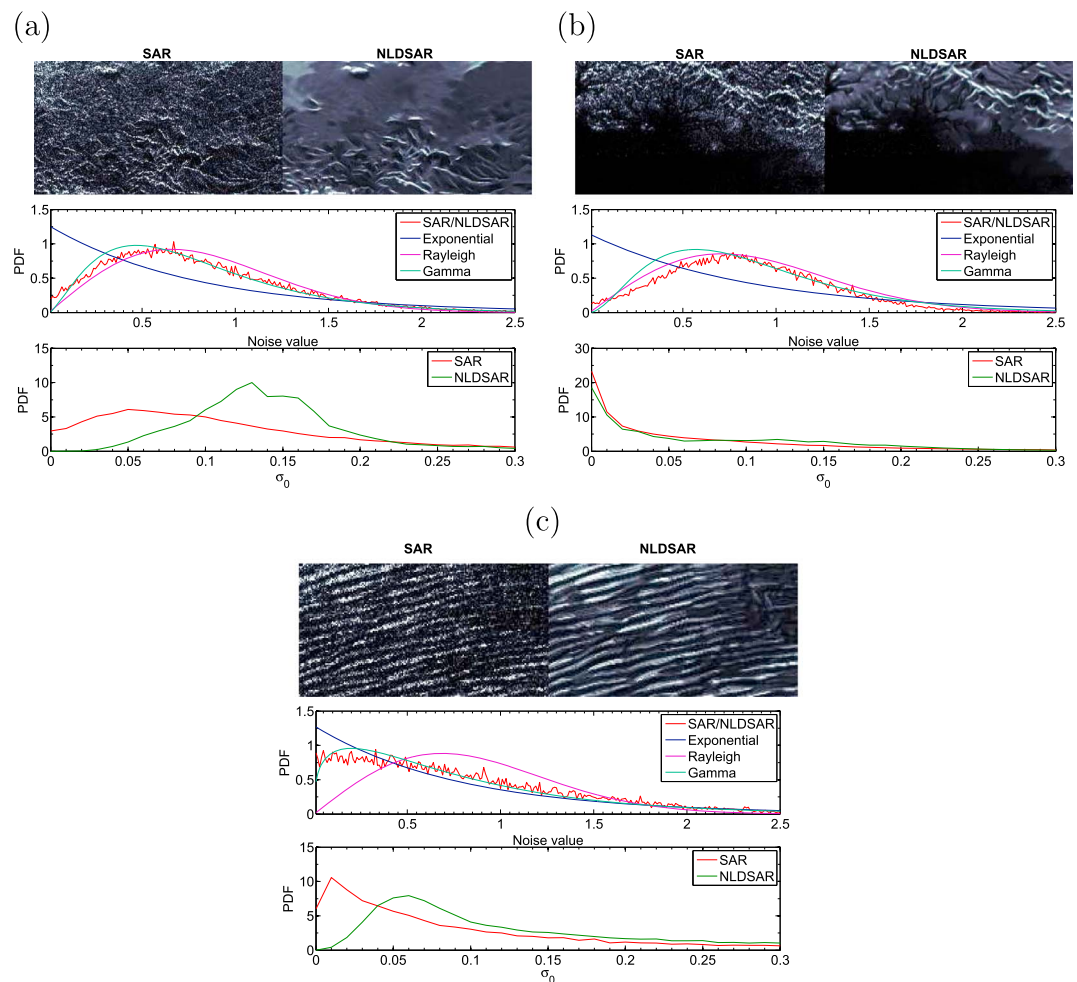 (a)
SAR NLDSAR
1.5
1
0.5
0
PDF
SAR/NLDSAR
Exponential
Rayleigh
Gamma
0.5 1 1.5 2 2.5
Noise value
15
10
5
0
PDF
SAR
NLDSAR
0 0.05 0.1 0.15 0.2 0.25 0.3
σ0
(b)
SAR NLDSAR
1.5
1
0.5
0
PDF
SAR/NLDSAR
Exponential
Rayleigh
Gamma
0.5 1 1.5 2 2.5
Noise value
30
20
10
0
PDF
SAR
NLDSAR
0 0.05 0.1 0.15 0.2 0.25 0.3
σ0
(c)
SAR NLDSAR
1.5
1
0.5
0
PDF
SAR/NLDSAR
Exponential
Rayleigh
Gamma
0.5 1 1.5 2 2.5
Noise value
15
10
5
0
PDF
SAR
NLDSAR
0 0.05 0.1 0.15 0.2 0.25 0.3
σ0